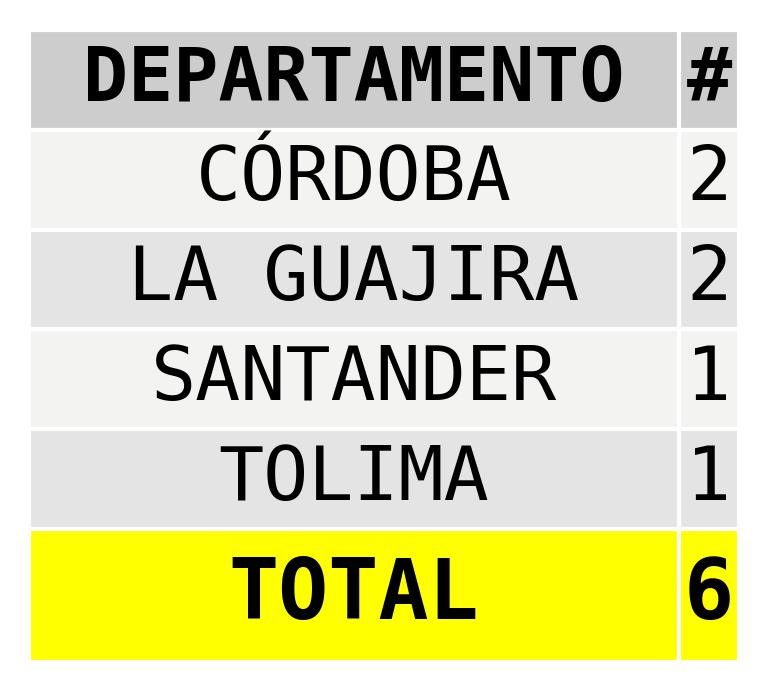 DEPARTAMENTO #
CÓRDOBA 2
LA GUAJIRA 2
SANTANDER 1
TOLIMA 1
TOTAL 6